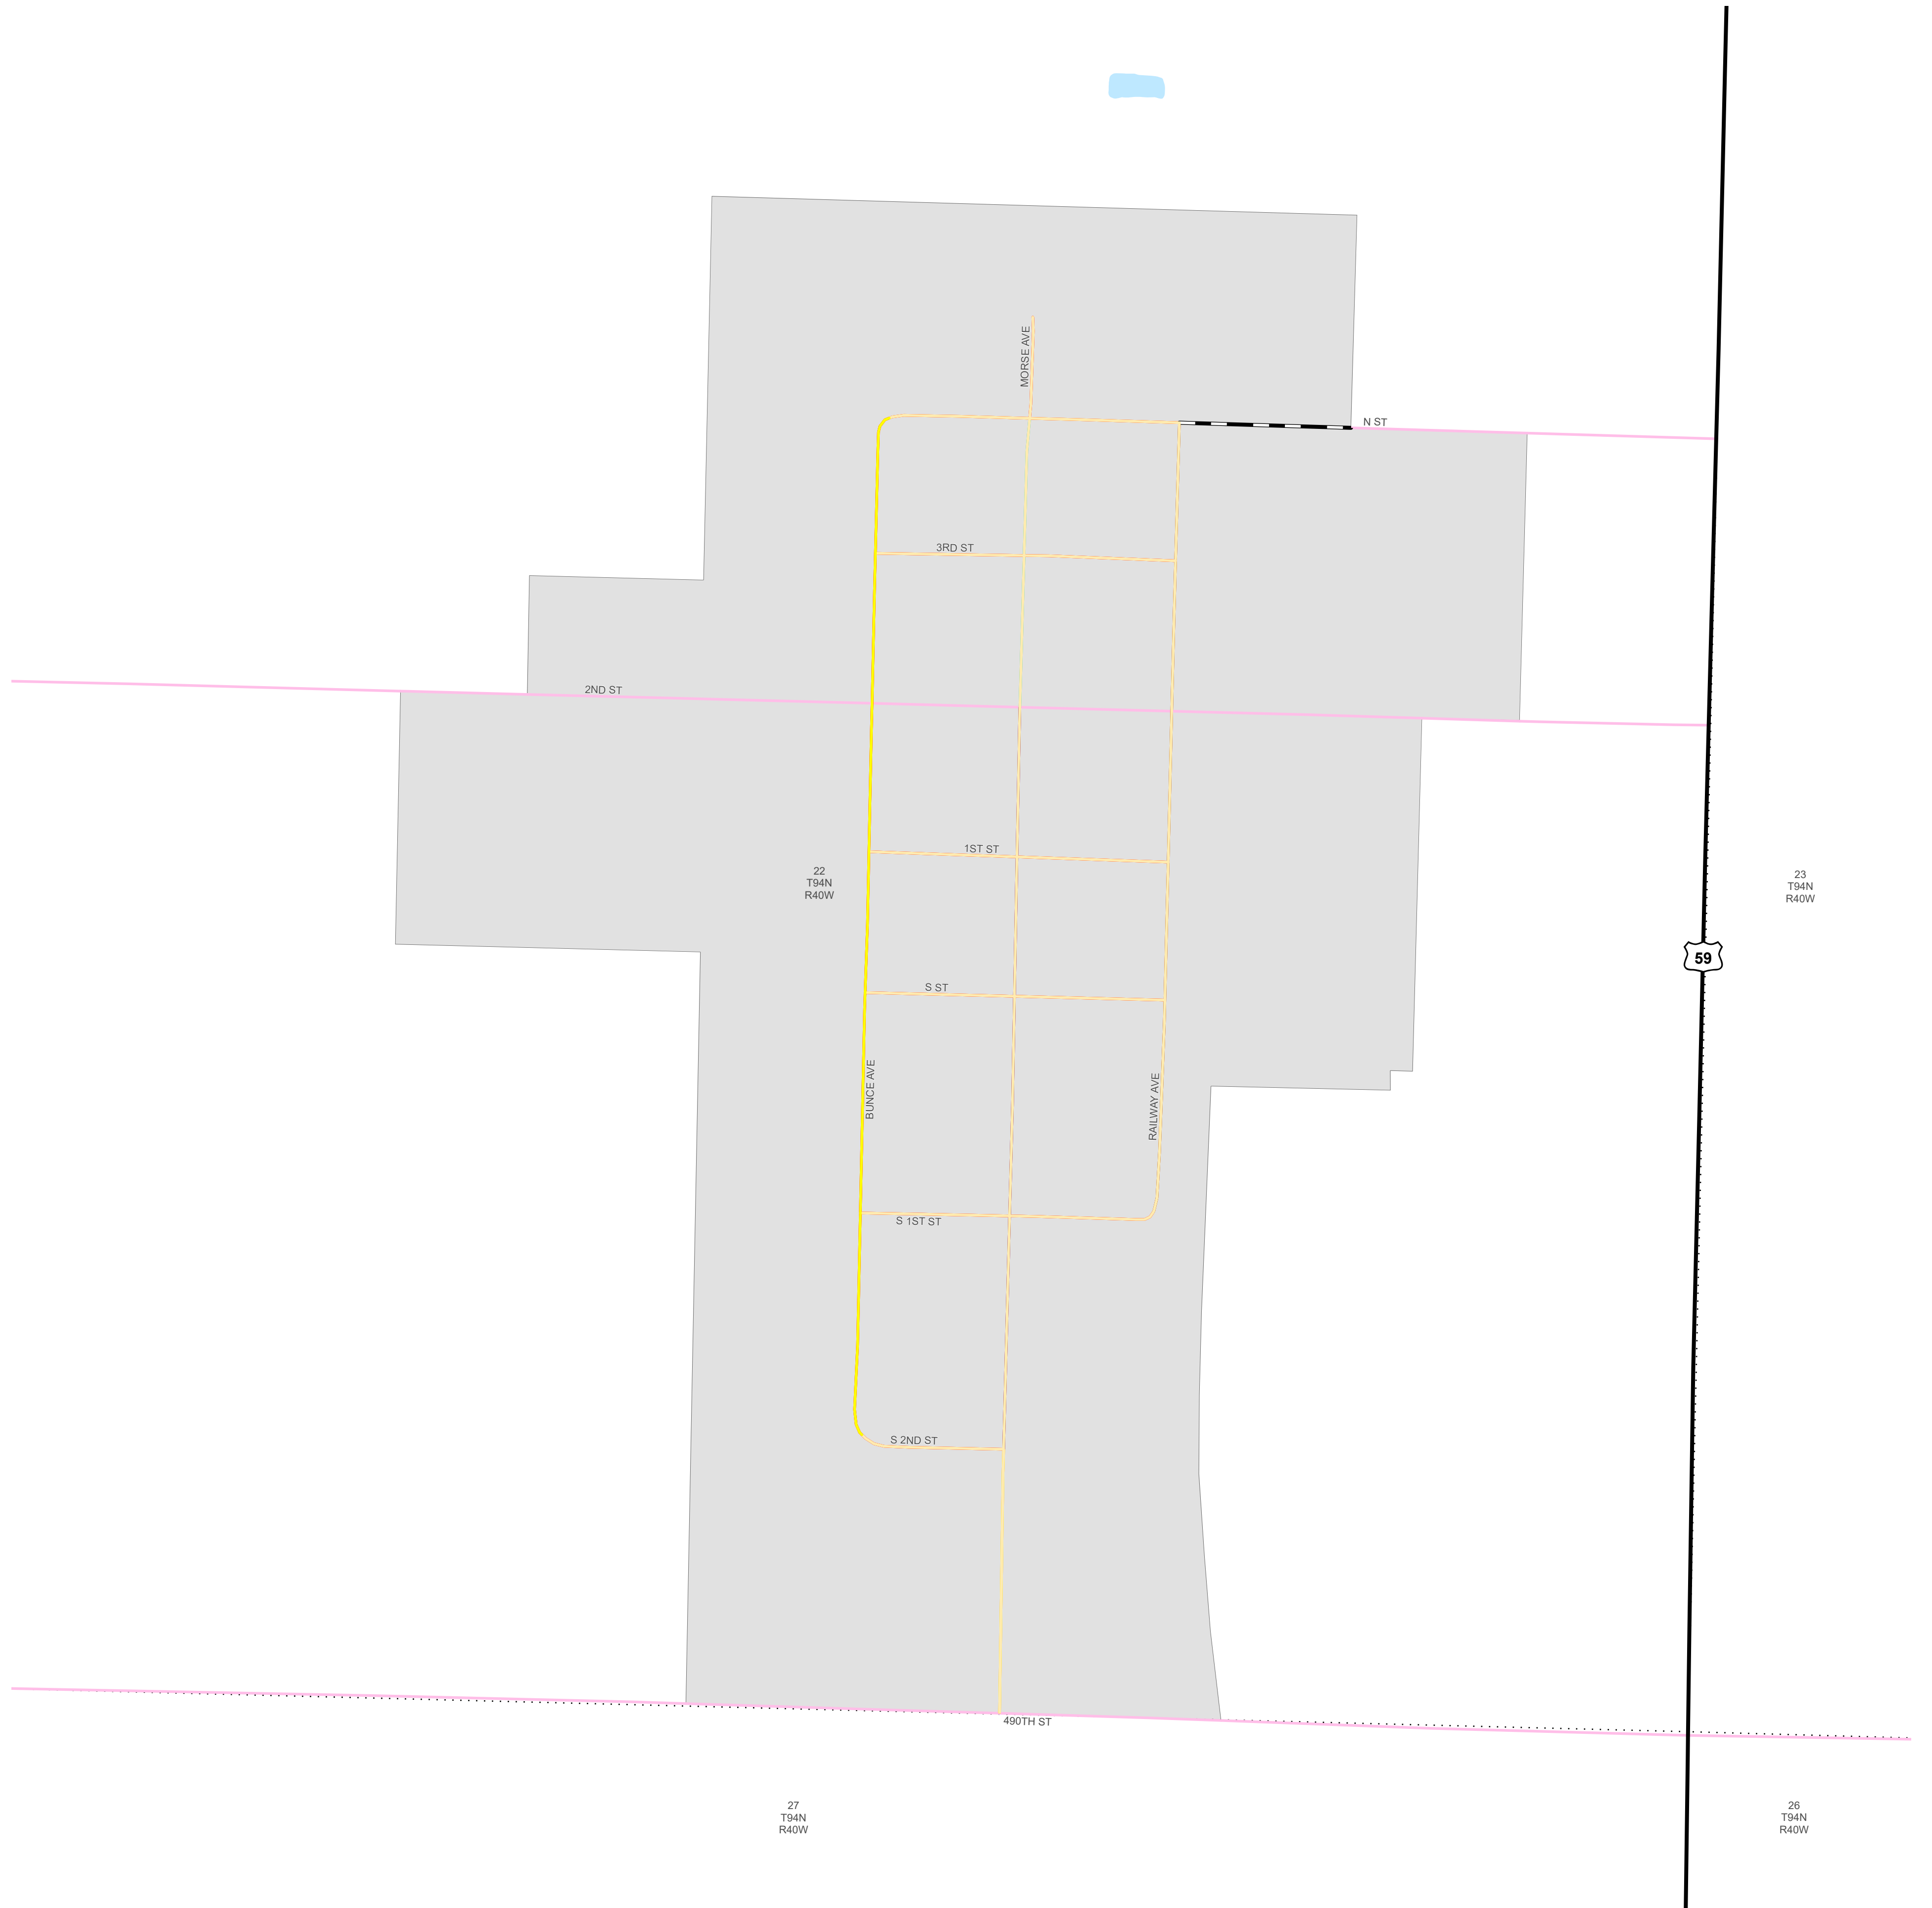 MORSE AVE
N ST
3RD ST
2ND ST
1ST ST
22
T94N
R40W
23
T94N
R40W
59
S ST
BUNCE AVE
RAILWAY AVE
S 1ST ST
S 2ND ST
490TH ST
27
T94N
R40W
26
T94N
R40W